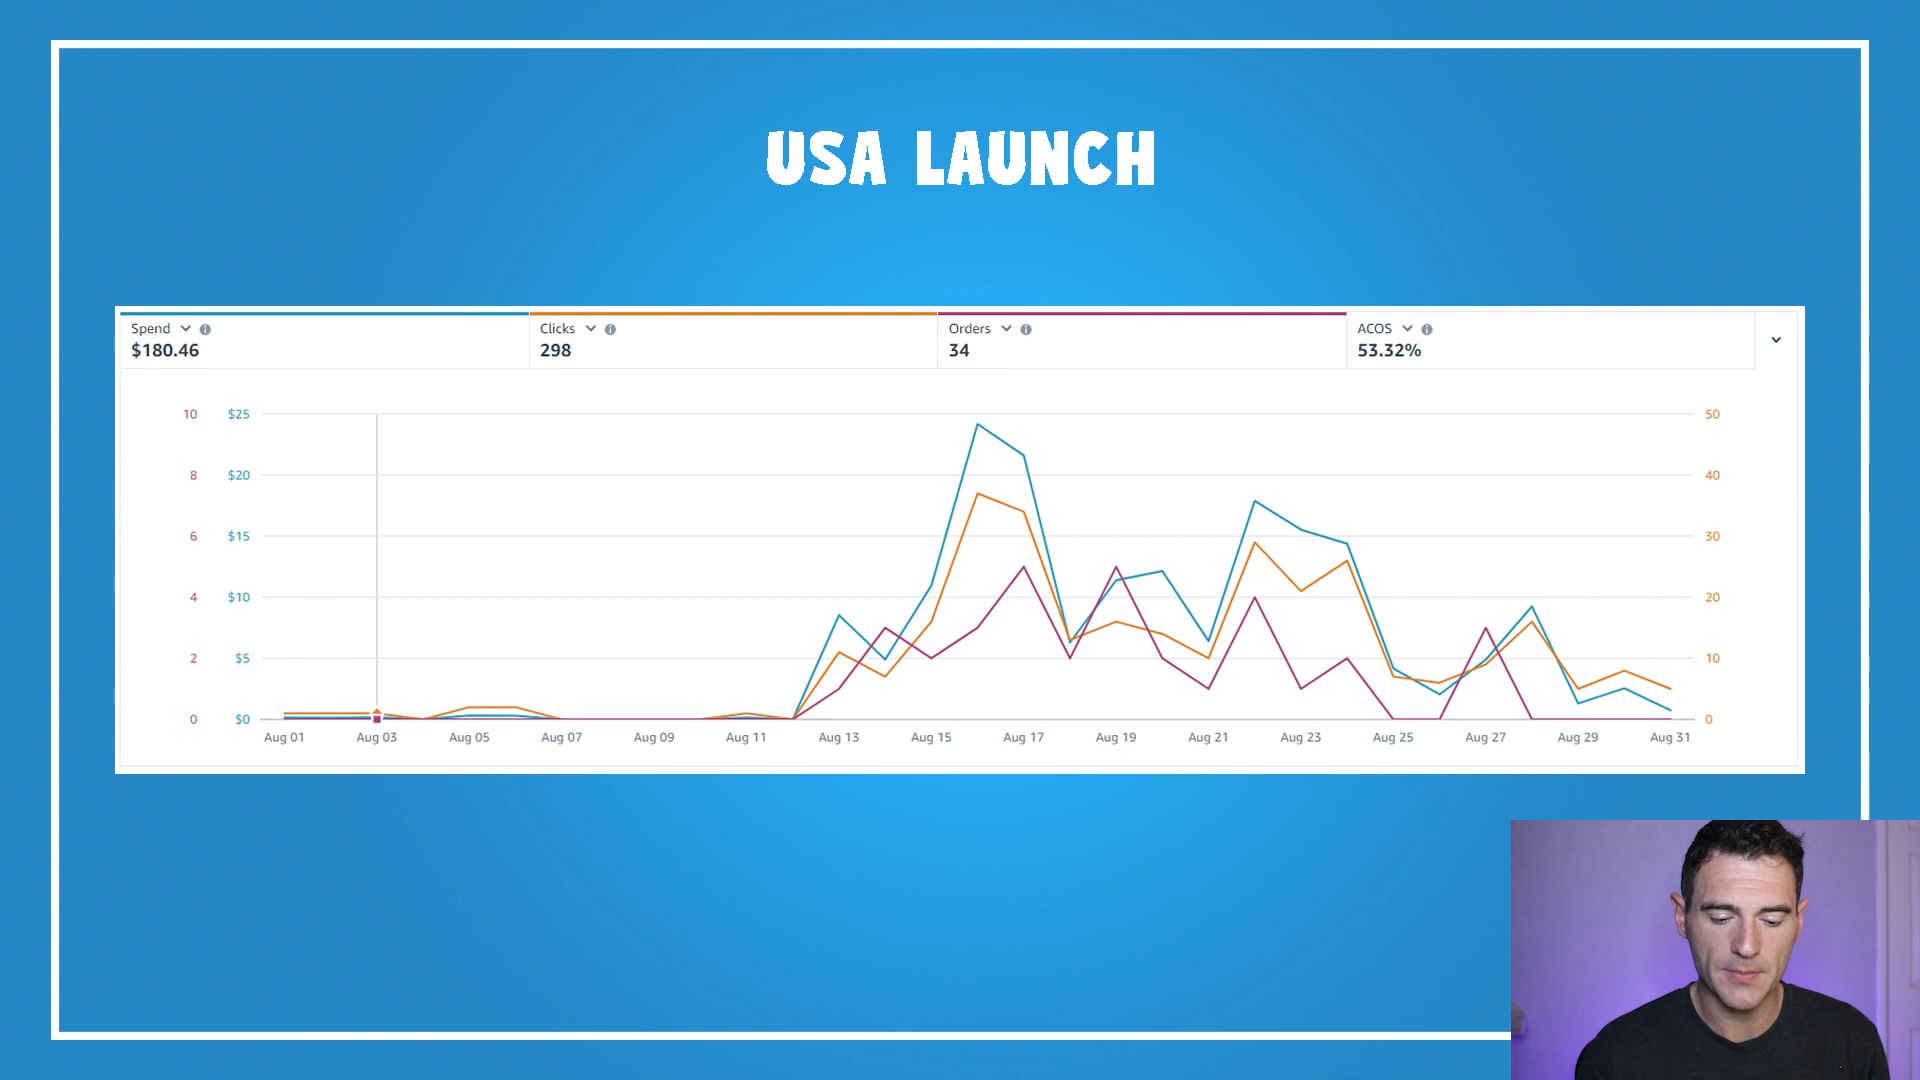 USA LAUNCH
Spend Clicks Orders ACOS
$180.46 298 34 53.32%
10 $25 50
8 $20 40
6 $15 30
4 $10 20
2 $5 10
0 $0 0
Aug 01 Aug 03 Aug 05 Aug 07 Aug 09 Aug 11 Aug 13 Aug 15 Aug 17 Aug 19 Aug 21 Aug 23 Aug 25 Aug 27 Aug 29 Aug 31